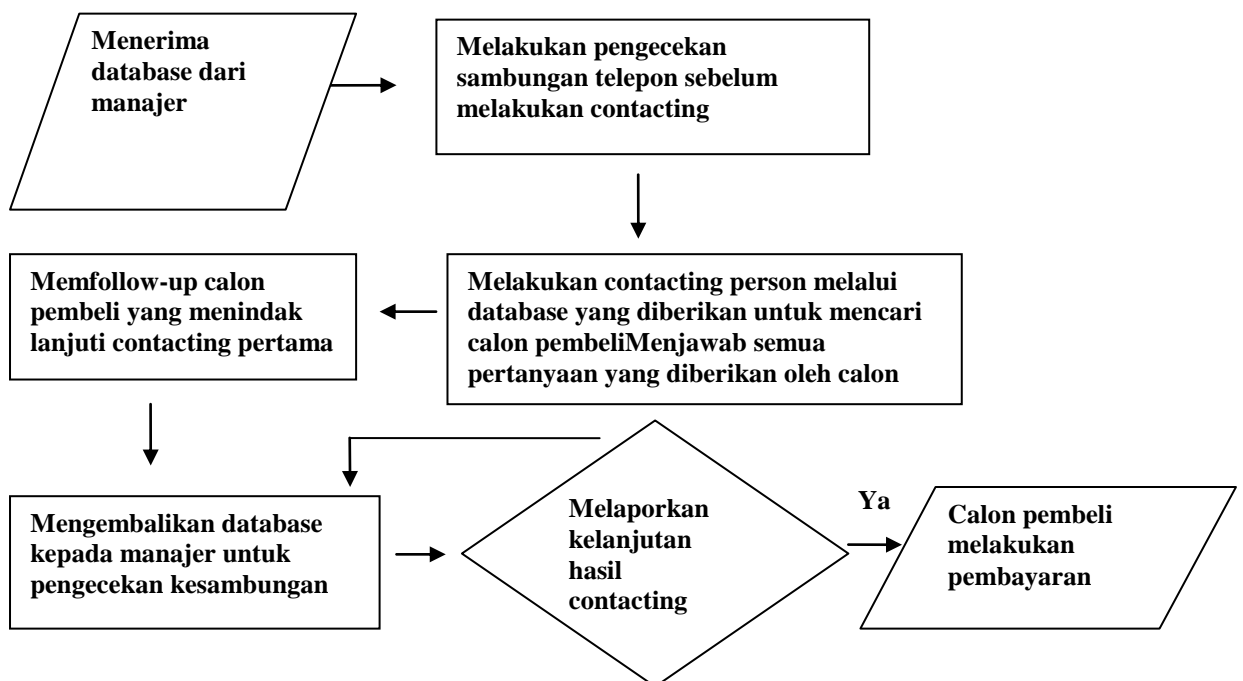 Menerima
database dari
manajer
Melakukan pengecekan
sambungan telepon sebelum
melakukan contacting
Memfollow-up calon
pembeli yang menindak
lanjuti contacting pertama
Melakukan contacting person melalui
database yang diberikan untuk mencari
calon pembeliMenjawab semua
pertanyaan yang diberikan oleh calon
Mengembalikan database
kepada manajer untuk
pengecekan kesambungan
Melaporkan
kelanjutan
hasil
contacting
Ya
Calon pembeli
melakukan
pembayaran